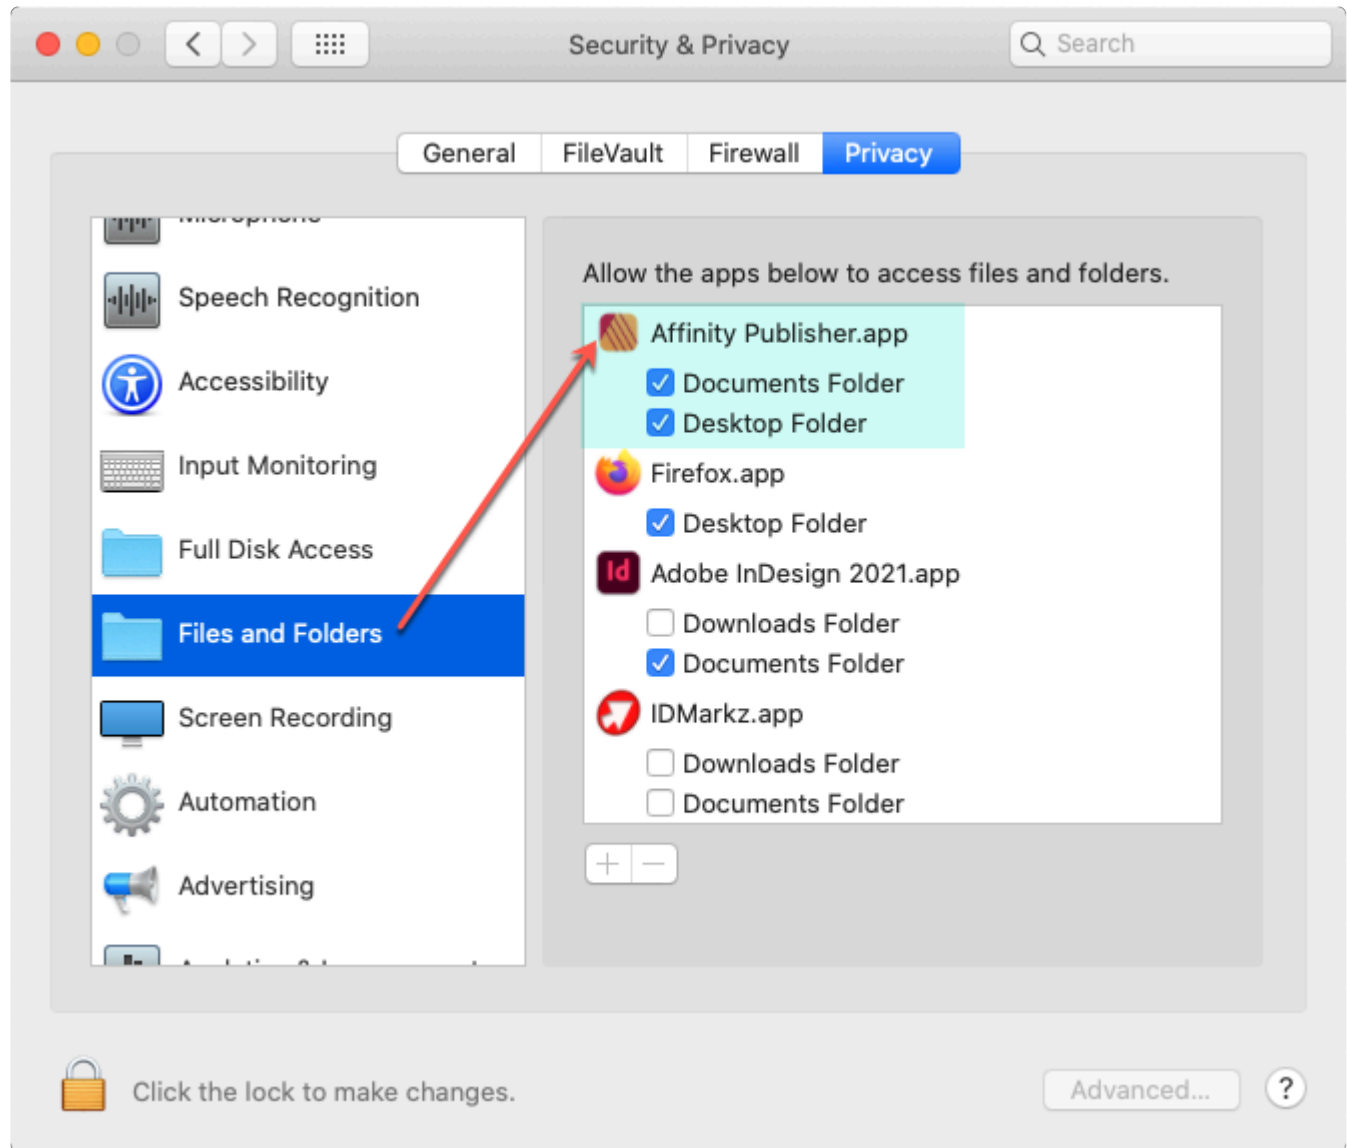 Security & Privacy
Search
General
FileVault
Firewall
Privacy
Microphone
Speech Recognition
Accessibility
Input Monitoring
Full Disk Access
Files and Folders
Screen Recording
Automation
Advertising
Allow the apps below to access files and folders.
Affinity Publisher.app
Documents Folder
Desktop Folder
Firefox.app
Desktop Folder
Id
Adobe InDesign 2021.app
Downloads Folder
Documents Folder
IDMarkz.app
Downloads Folder
Documents Folder
Click the lock to make changes.
Advanced...
?